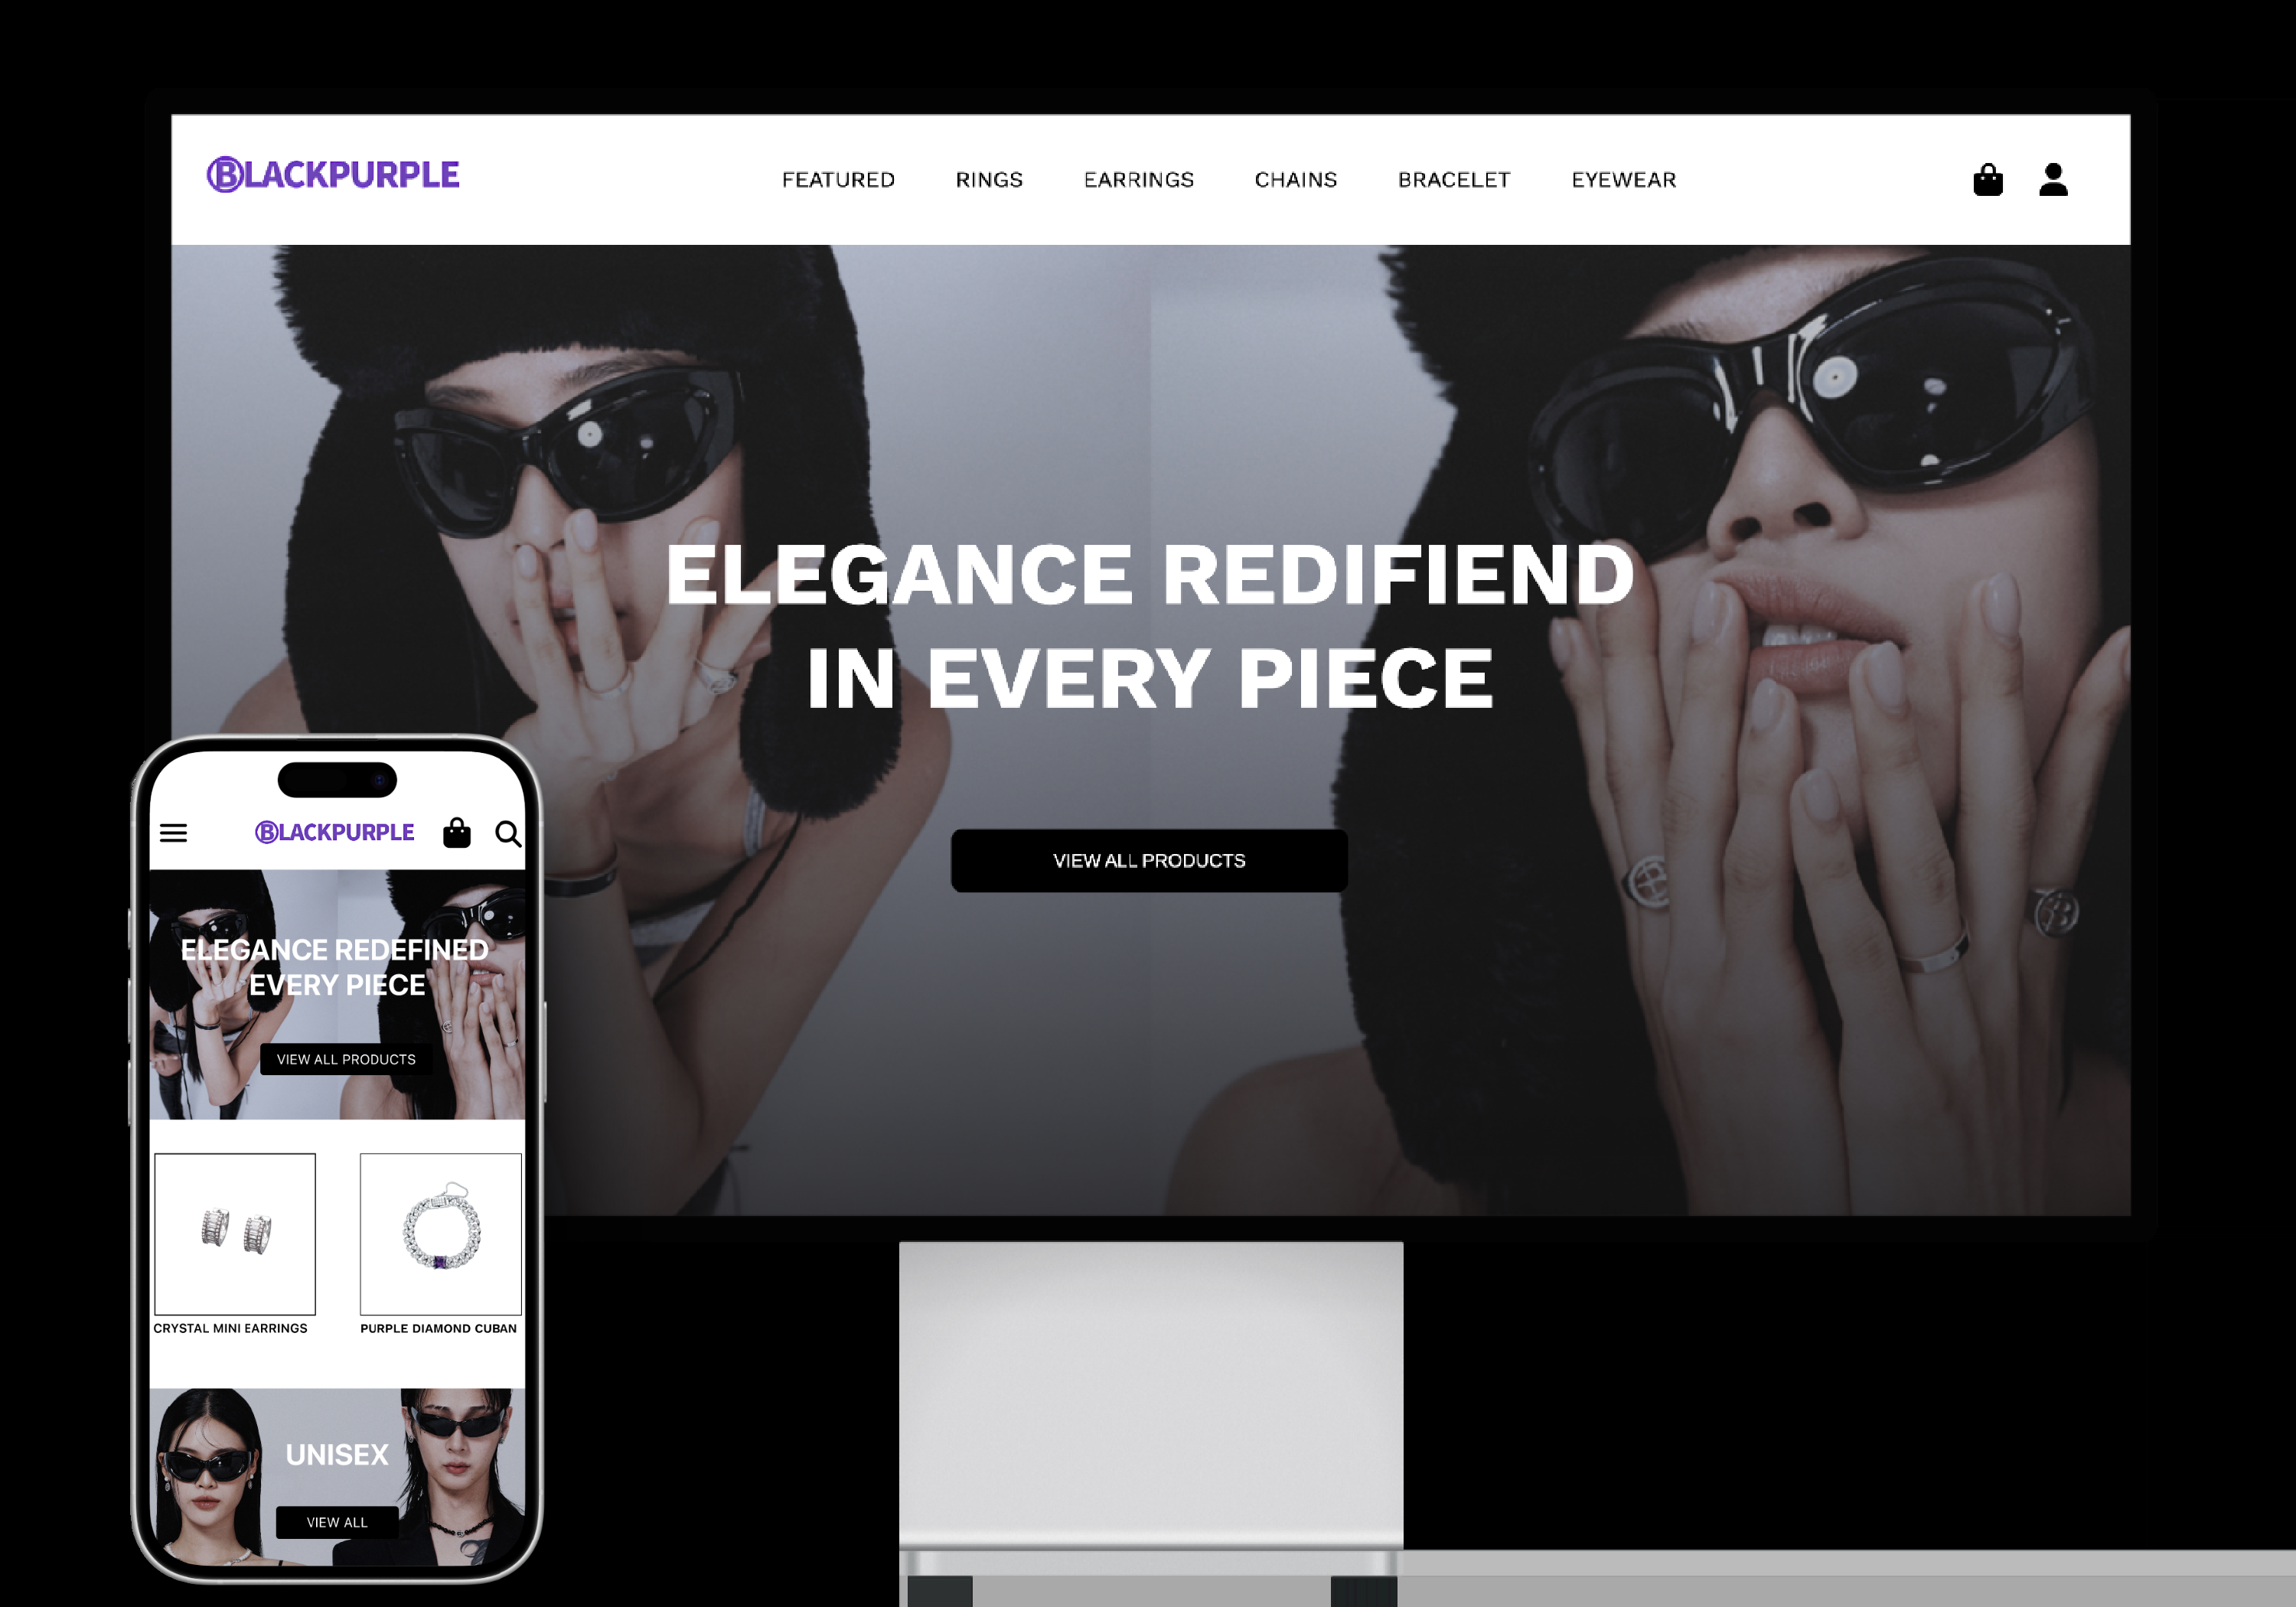 BLACKPURPLE
FEATURED RINGS EARRINGS CHAINS BRACELET EYEWEAR
ELEGANCE REDIFIEND
IN EVERY PIECE
VIEW ALL PRODUCTS
BLACKPURPLE
ELEGANCE REDEFINED
EVERY PIECE
VIEW ALL PRODUCTS
CRYSTAL MINI EARRINGS
PURPLE DIAMOND CUBAN
UNISEX
VIEW ALL